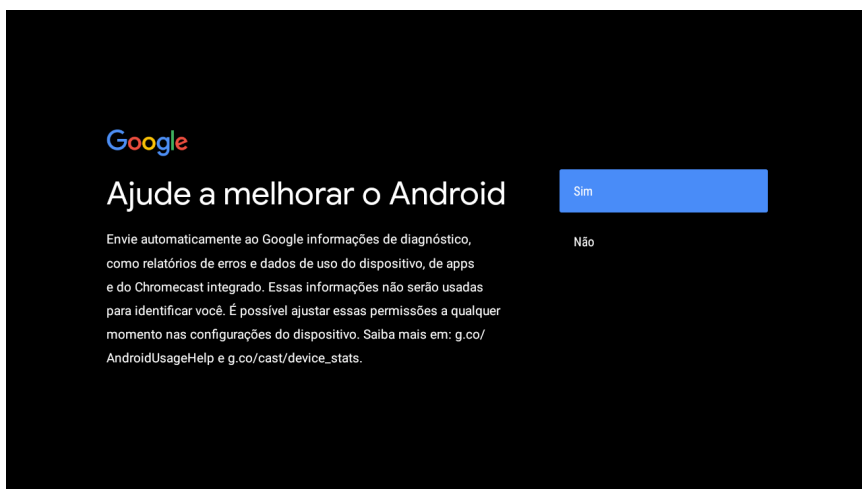 Google
Ajude a melhorar o Android
Envie automaticamente ao Google informações de diagnóstico,
como relatórios de erros e dados de uso do dispositivo, de apps
e do Chromecast integrado. Essas informações não serão usadas
para identificar você. É possível ajustar essas permissões a qualquer
momento nas configurações do dispositivo. Saiba mais em: g.co/
AndroidUsageHelp e g.co/cast/device_stats.
Sim
Não